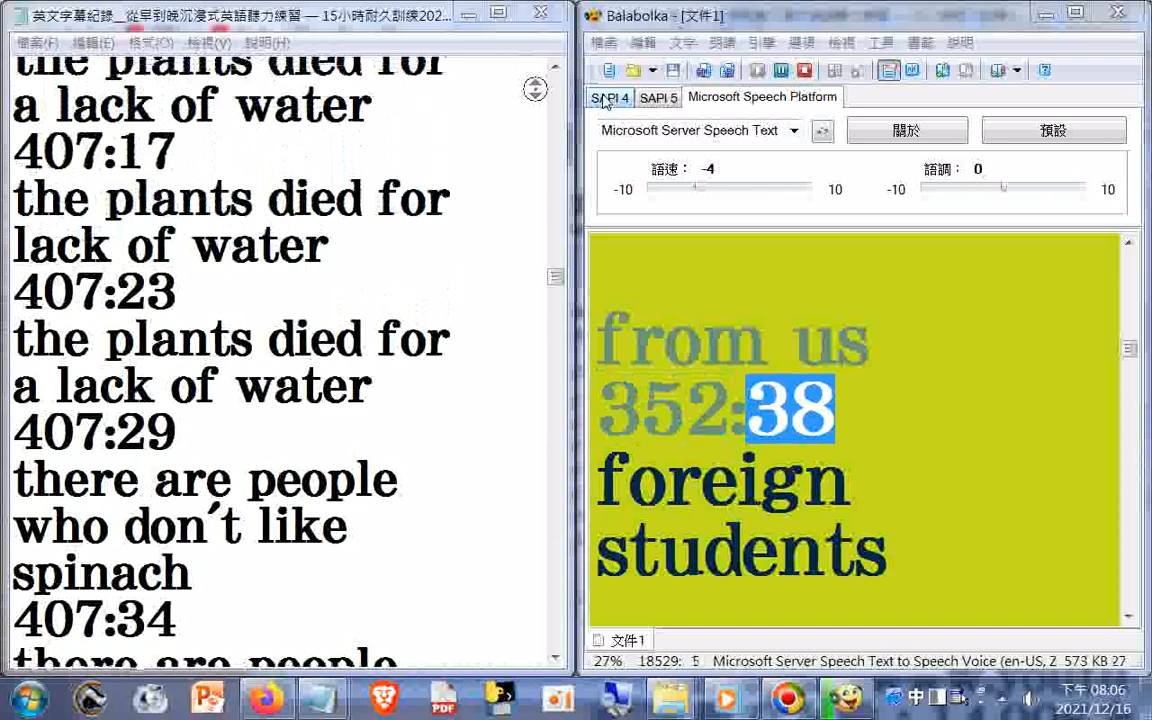 英文字幕紀錄__從早到晚沉浸式英語聽力練習 — 15小時耐久訓練202...
檔案(F) 編輯(E) 格式(O) 檢視(V) 說明(H)
the plants died for
a lack of water
407:17
the plants died for
lack of water
407:23
the plants died for
a lack of water
407:29
there are people
who don't like
spinach
407:34
there are people
Balabolka - [文件1]
檔案 編輯 文字 朗讀 引擎 選項 檢視 工具 書籤 說明
SAPI 4 SAPI 5 Microsoft Speech Platform
Microsoft Server Speech Text 關於 預設
語速： -4 語調： 0
-10 10 -10 10
from us
352:38
foreign
students
文件1
27% 18529: 5 Microsoft Server Speech Text to Speech Voice (en-US, Z 573 KB 27
中 下午 08:06
2021/12/16